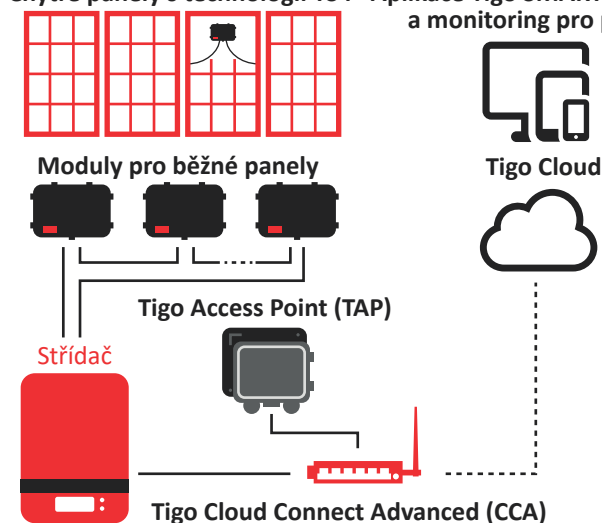 a monitoring pro
Moduly pro běžné panely
Tigo Cloud
Tigo Access Point (TAP)
Střídač
Tigo Cloud Connect Advanced (CCA)